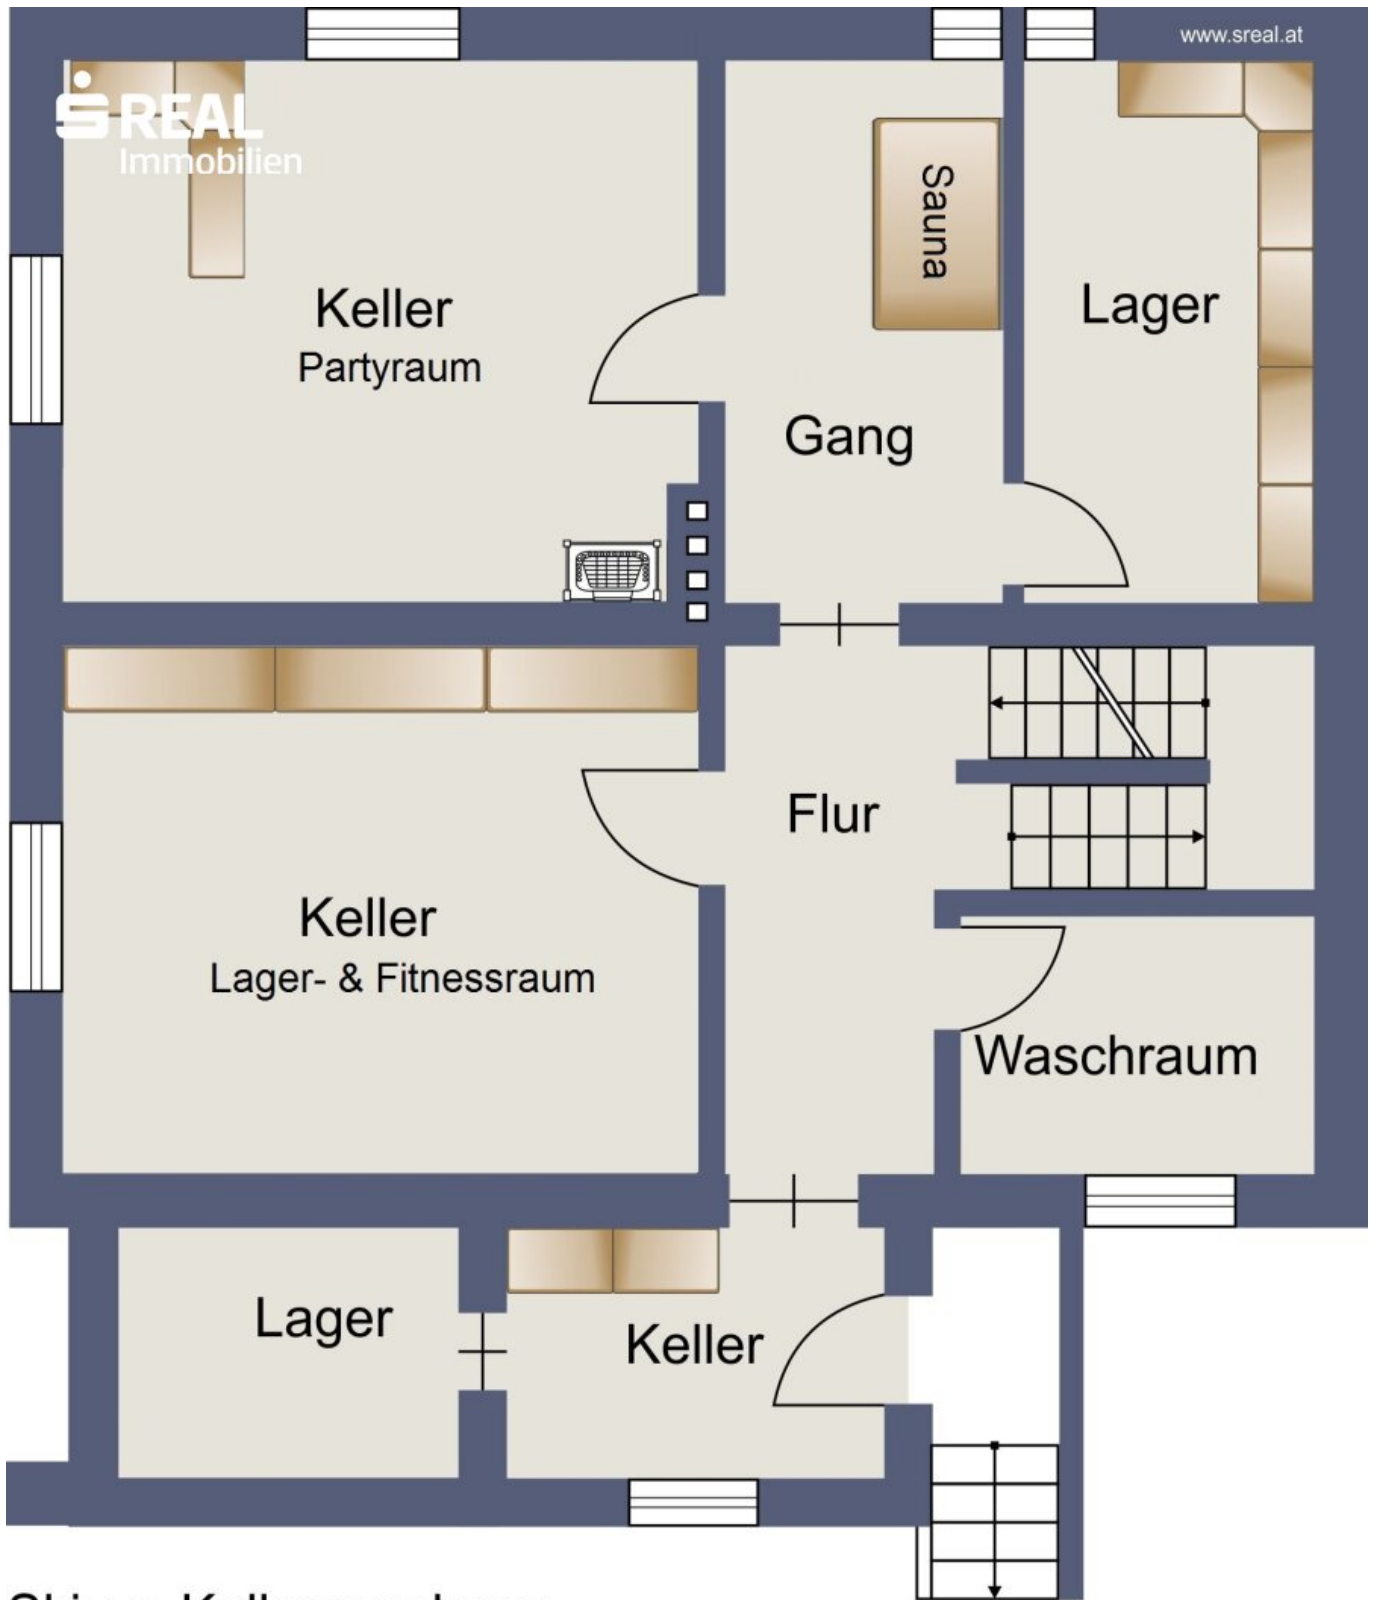 www.sreal.at
S REAL
Immobilien
Sauna
Keller
Partyraum
Lager
Gang
Flur
Keller
Lager- & Fitnessraum
Waschraum
Lager
Keller